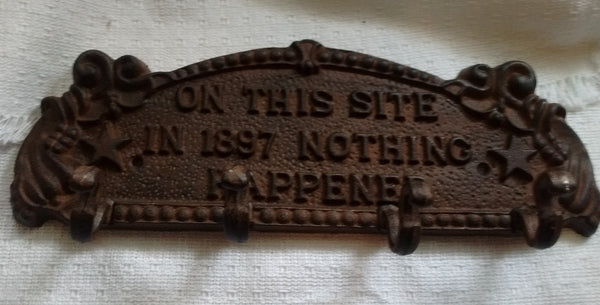 ON THIS SITE
IN 1897 NOTHING
HAPPENED